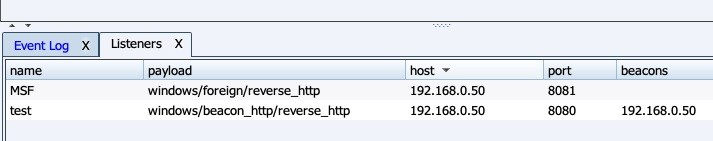 Event Log X Listeners X
name payload host port beacons
MSF windows/foreign/reverse_http 192.168.0.50 8081
test windows/beacon_http/reverse_http 192.168.0.50 8080 192.168.0.50